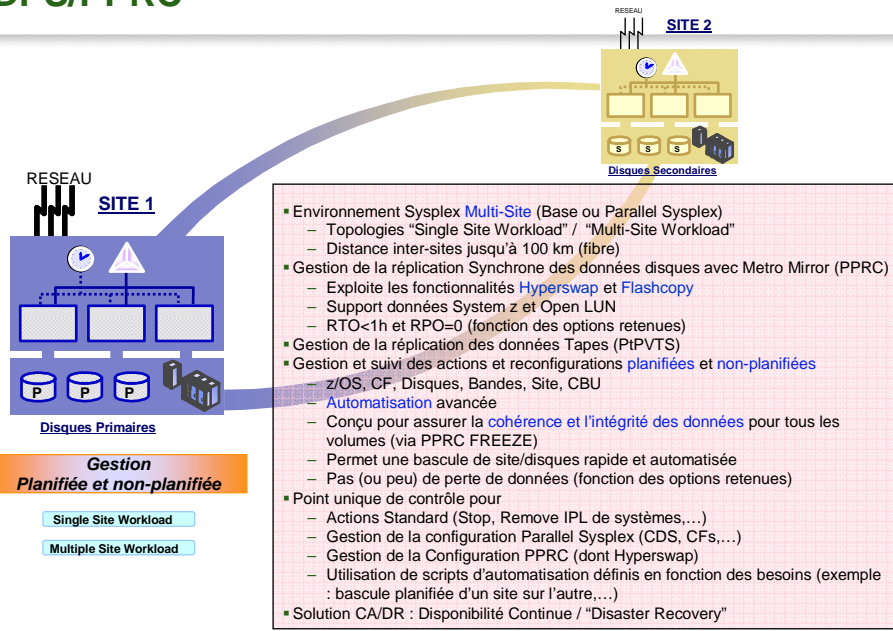 RESEAU
SITE 2
S S S
Disques Secondaires
RESEAU
SITE 1
P P P
Disques Primaires
Gestion
Planifiée et non-planifiée
Single Site Workload
Multiple Site Workload
▪ Environnement Sysplex Multi-Site (Base ou Parallel Sysplex)
– Topologies “Single Site Workload” / “Multi-Site Workload”
– Distance inter-sites jusqu’à 100 km (fibre)
▪ Gestion de la réplication Synchrone des données disques avec Metro Mirror (PPRC)
– Exploite les fonctionnalités Hyperswap et Flashcopy
– Support données System z et Open LUN
– RTO<1h et RPO=0 (fonction des options retenues)
▪ Gestion de la réplication des données Tapes (PtPVTS)
▪ Gestion et suivi des actions et reconfigurations planifiées et non-planifiées
– z/OS, CF, Disques, Bandes, Site, CBU
– Automatisation avancée
– Conçu pour assurer la cohérence et l’intégrité des données pour tous les
volumes (via PPRC FREEZE)
– Permet une bascule de site/disques rapide et automatisée
– Pas (ou peu) de perte de données (fonction des options retenues)
▪ Point unique de contrôle pour
– Actions Standard (Stop, Remove IPL de systèmes,…)
– Gestion de la configuration Parallel Sysplex (CDS, CFs,…)
– Gestion de la Configuration PPRC (dont Hyperswap)
– Utilisation de scripts d’automatisation définis en fonction des besoins (exemple
: bascule planifiée d’un site sur l’autre,…)
▪ Solution CA/DR : Disponibilité Continue / “Disaster Recovery”